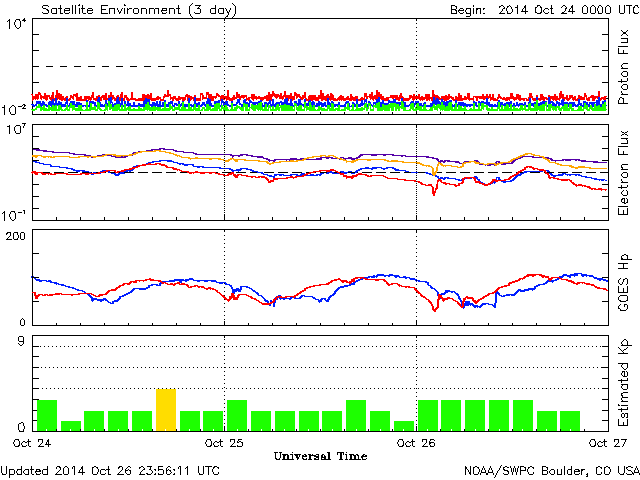 Satellite Environment (3 day) Begin: 2014 Oct 24 0000 UTC
10⁴
10⁻²
Proton Flux
10⁷
10⁻¹
Electron Flux
200
0
GOES Hp
9
0
Estimated Kp
Oct 24 Oct 25 Oct 26 Oct 27
Universal Time
Updated 2014 Oct 26 23:56:11 UTC NOAA/SWPC Boulder, CO USA